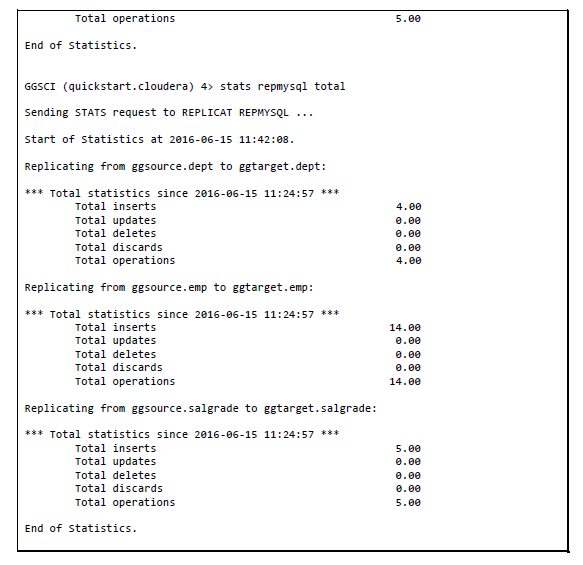 Total operations 5.00
End of Statistics.
GGSCI (quickstart.cloudera) 4> stats repmysql total
Sending STATS request to REPLICAT REPMYSQL ...
Start of Statistics at 2016-06-15 11:42:08.
Replicating from ggsource.dept to ggtarget.dept:
*** Total statistics since 2016-06-15 11:24:57 ***
Total inserts 4.00
Total updates 0.00
Total deletes 0.00
Total discards 0.00
Total operations 4.00
Replicating from ggsource.emp to ggtarget.emp:
*** Total statistics since 2016-06-15 11:24:57 ***
Total inserts 14.00
Total updates 0.00
Total deletes 0.00
Total discards 0.00
Total operations 14.00
Replicating from ggsource.salgrade to ggtarget.salgrade:
*** Total statistics since 2016-06-15 11:24:57 ***
Total inserts 5.00
Total updates 0.00
Total deletes 0.00
Total discards 0.00
Total operations 5.00
End of Statistics.